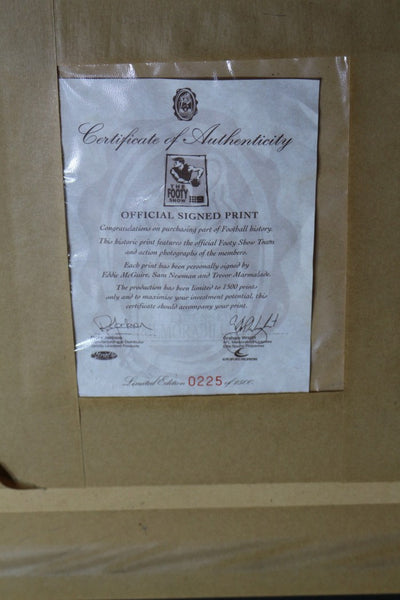 Certificate of Authenticity
THE
FOOTY
SHOW
OFFICIAL SIGNED PRINT
Congratulations on purchasing part of Football history.
This historic print features the official Footy Show Team
and action photographs of the members.
Each print has been personally signed by
Eddie McGuire, Sam Newman and Trevor Marmalade.
The production has been limited to 1500 prints
only and to maximise your investment potential, this
certificate should accompany your print.
Limited Edition 0225 of 1500.